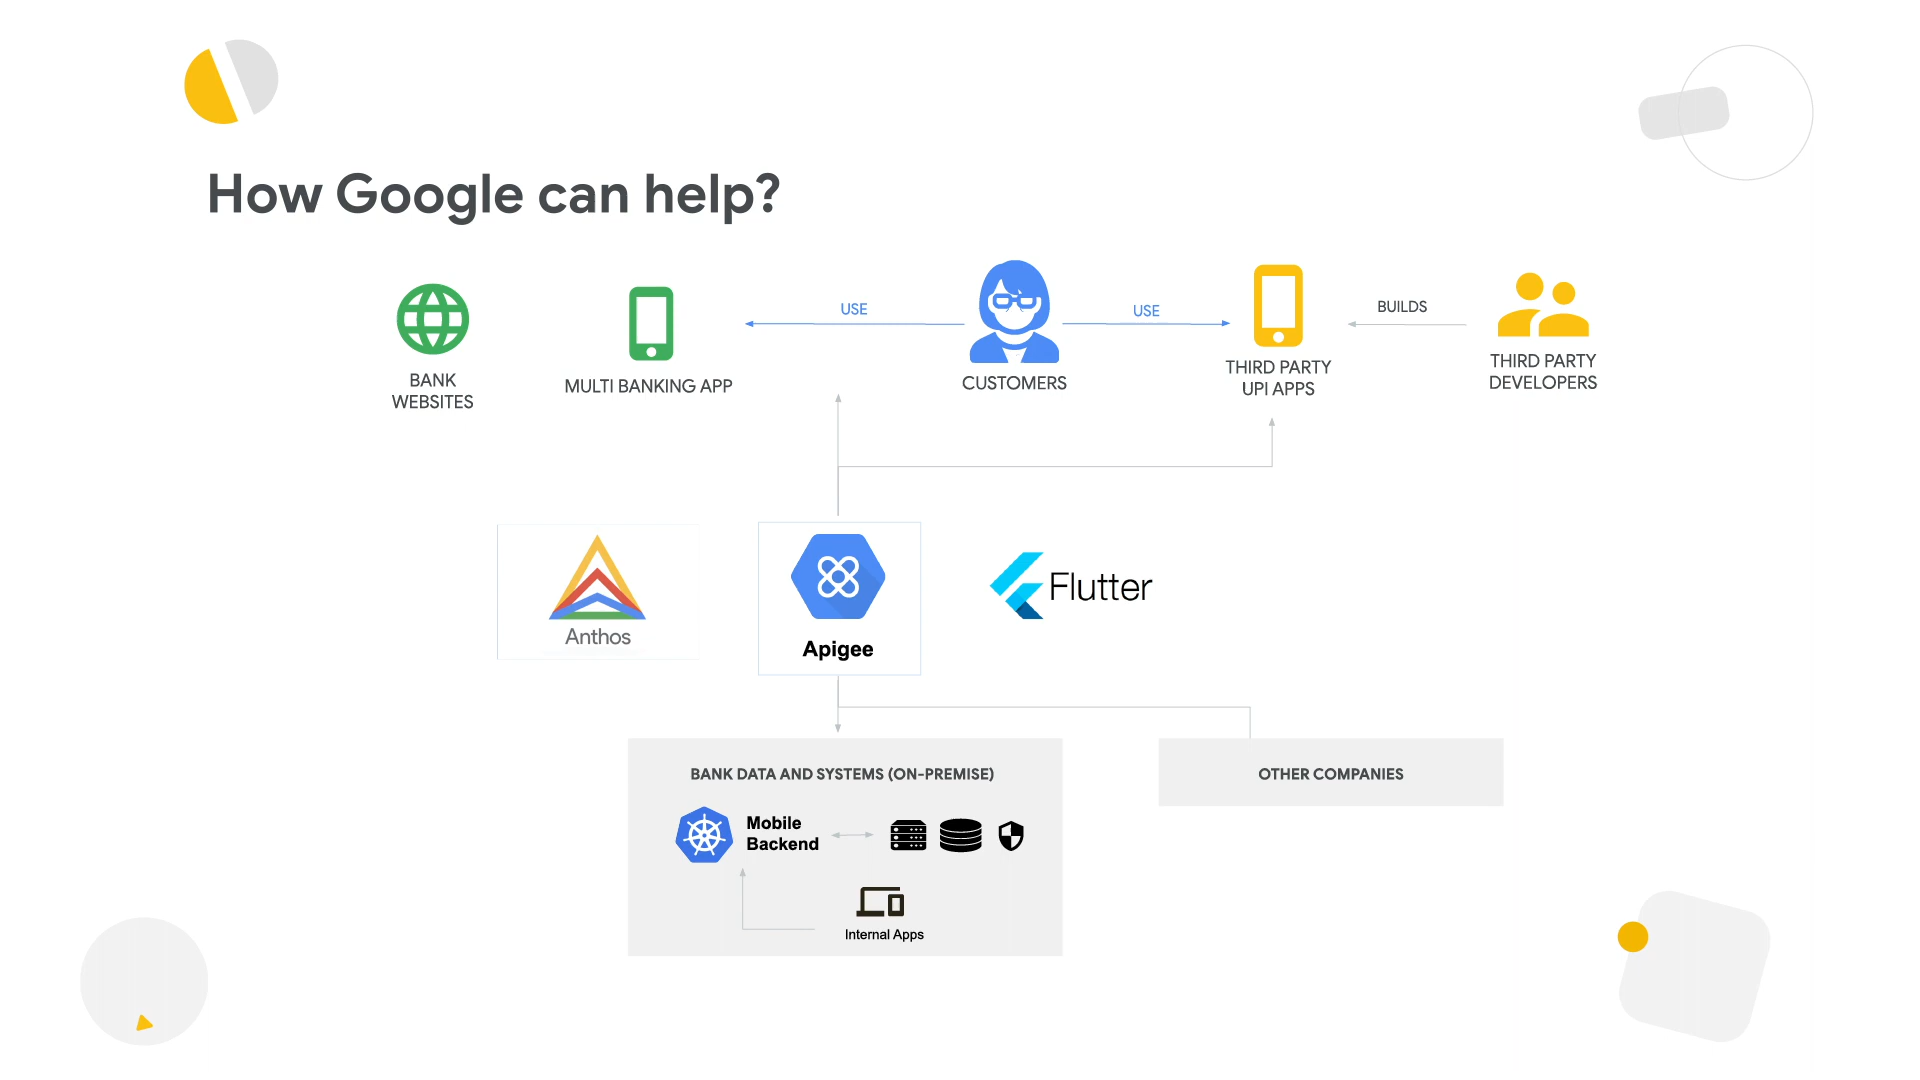 How Google can help?
USE
USE
BUILDS
BANK
WEBSITES
MULTI BANKING APP
CUSTOMERS
THIRD PARTY
UPI APPS
THIRD PARTY
DEVELOPERS
Anthos
Apigee
Flutter
BANK DATA AND SYSTEMS (ON-PREMISE)
Mobile
Backend
Internal Apps
OTHER COMPANIES